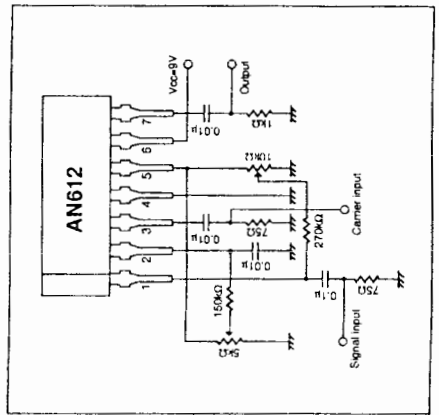 AN612
1
2
3
4
5
6
7
Vcc=9V
Output
0.01μ
1kΩ
10kΩ
0.01μ
75Ω
Carrier input
270kΩ
0.01μ
150kΩ
5kΩ
0.1μ
75Ω
Signal input